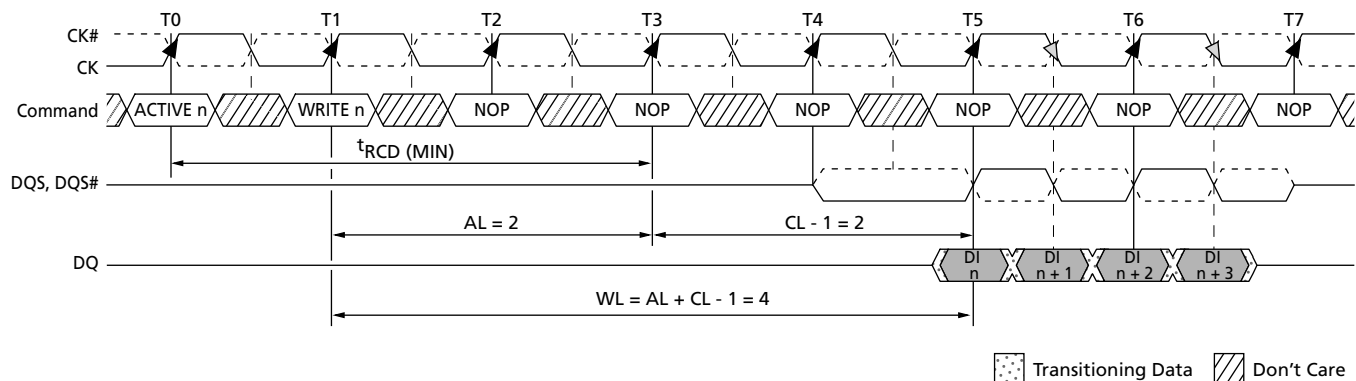 T0 T1 T2 T3 T4 T5 T6 T7
CK#
CK
Command ACTIVE n WRITE n NOP NOP NOP NOP NOP NOP
tRCD (MIN)
DQS, DQS#
AL = 2 CL - 1 = 2
DQ DI n DI n + 1 DI n + 2 DI n + 3
WL = AL + CL - 1 = 4
Transitioning Data Don't Care